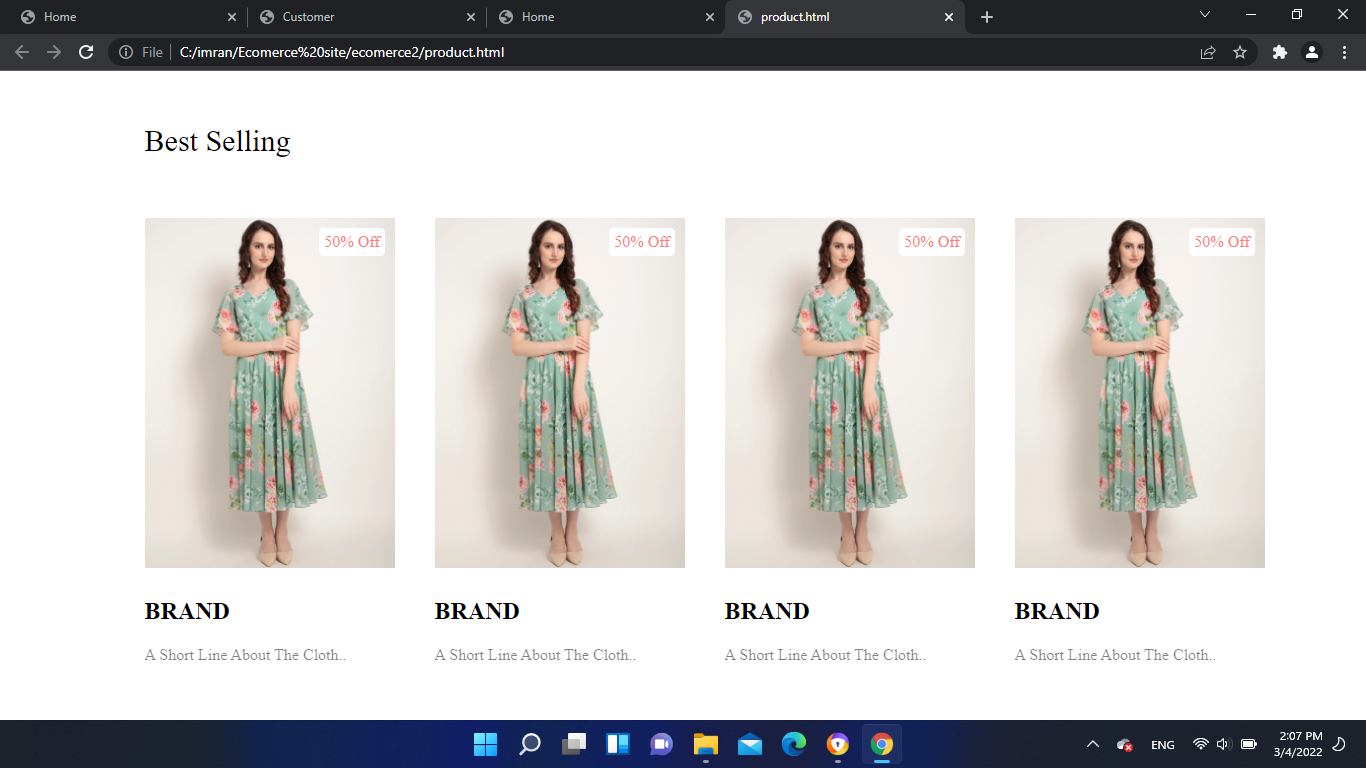 Home
Customer
Home
product.html
File
C:/imran/Ecomerce%20site/ecomerce2/product.html
Best Selling
50% Off
50% Off
50% Off
50% Off
BRAND
BRAND
BRAND
BRAND
A Short Line About The Cloth..
A Short Line About The Cloth..
A Short Line About The Cloth..
A Short Line About The Cloth..
ENG
2:07 PM
3/4/2022